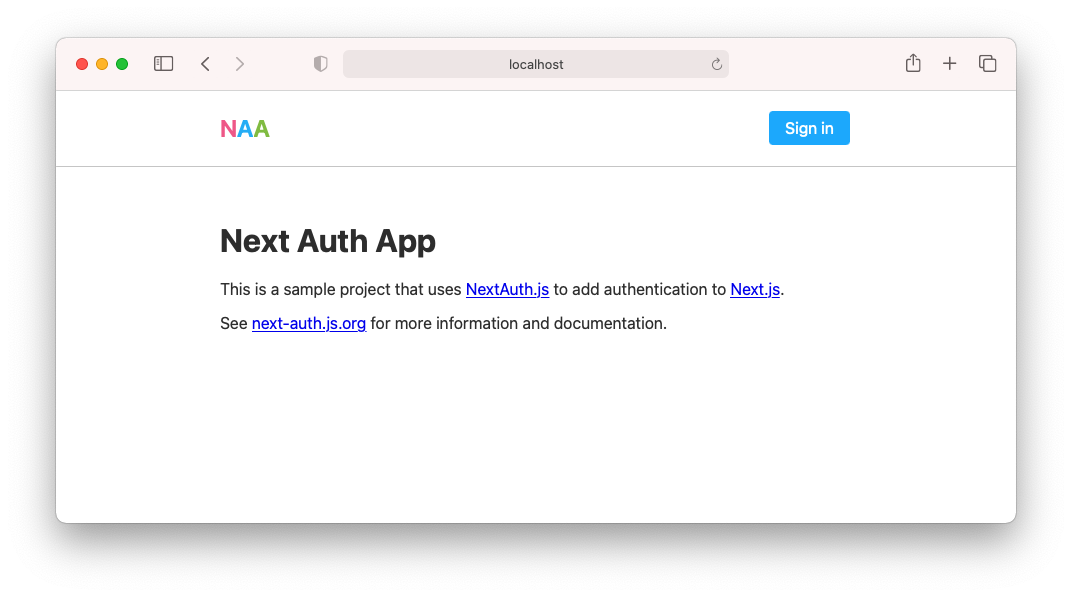 localhost
NAA
Sign in
Next Auth App
This is a sample project that uses NextAuth.js to add authentication to Next.js.
See next-auth.js.org for more information and documentation.